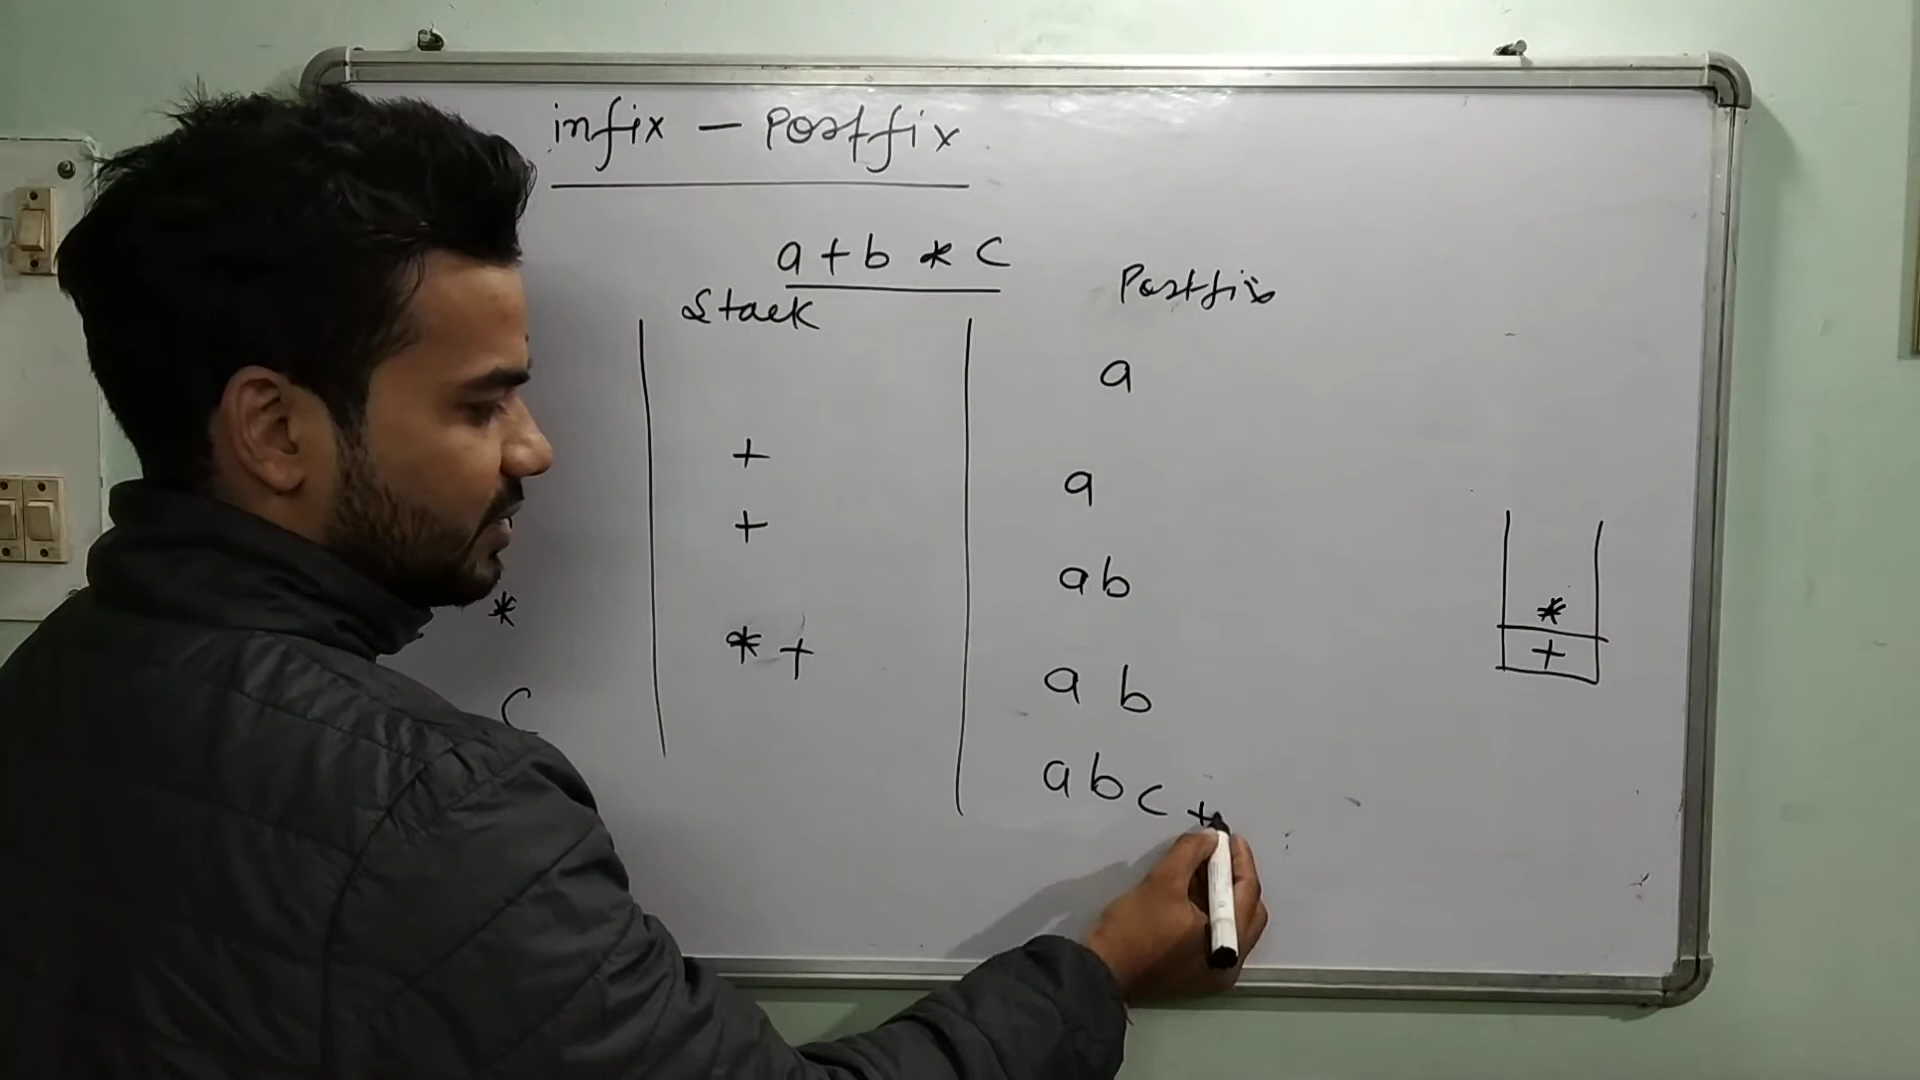 infix — Postfix
a + b * c
Stack
Postfix
a
+
a
+
ab
*
* +
a b
*
+
c
a b c +